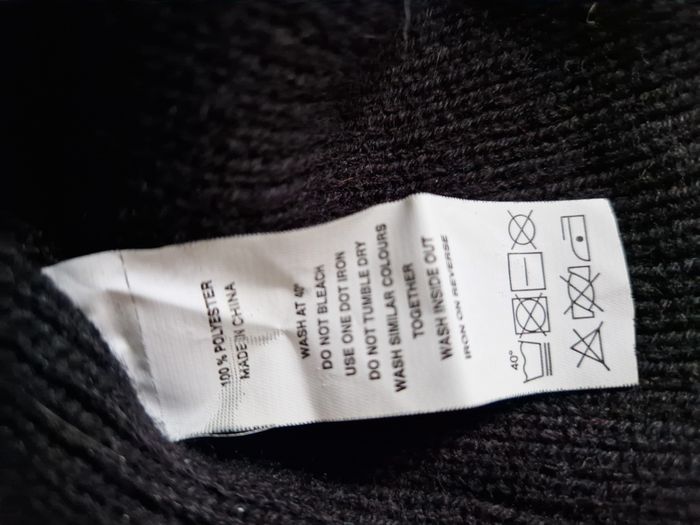 100 % POLYESTER
MADE IN CHINA
WASH AT 40°
DO NOT BLEACH
USE ONE DOT IRON
DO NOT TUMBLE DRY
WASH SIMILAR COLOURS
TOGETHER
WASH INSIDE OUT
IRON ON REVERSE
40°